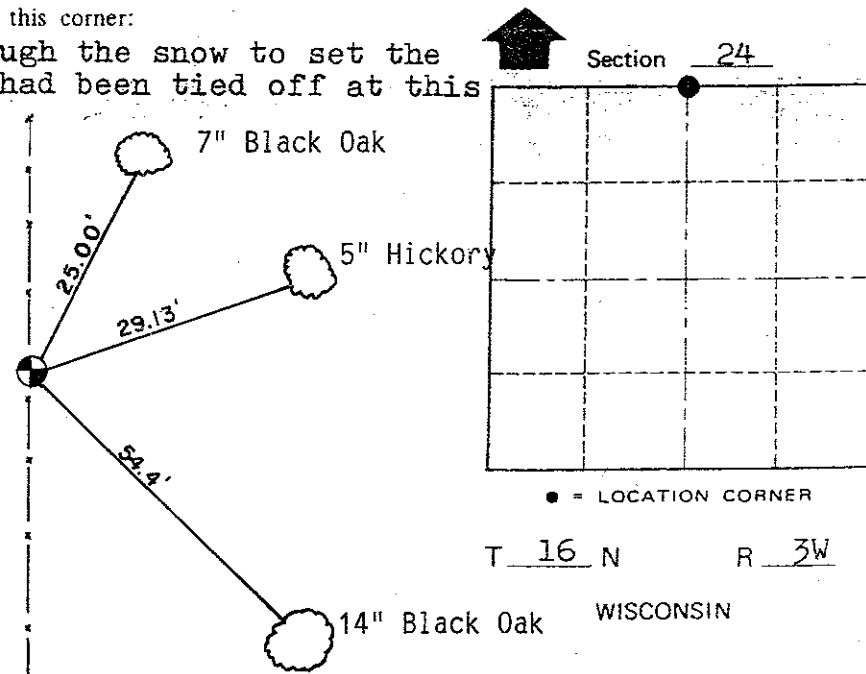 this corner:
ugh the snow to set the
had been tied off at this
Section 24
7" Black Oak
25.00'
5" Hickory
29.13'
54.4'
14" Black Oak
● = LOCATION CORNER
T 16 N R 3W
WISCONSIN